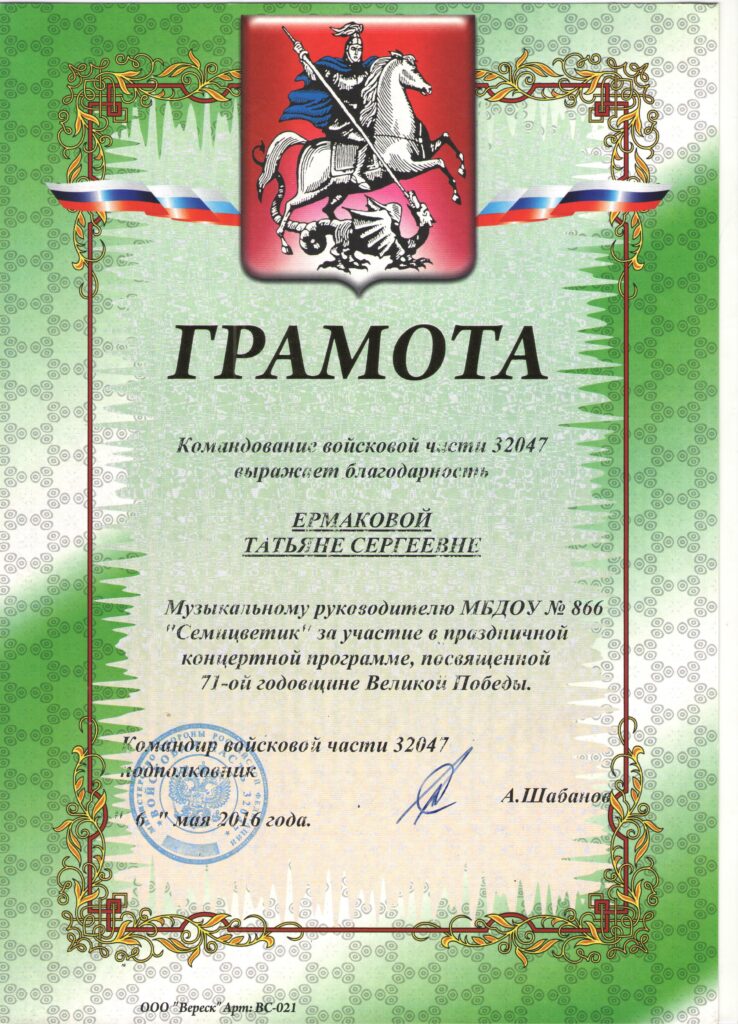 ГРАМОТА
Командование войсковой части 32047
выражает благодарность
ЕРМАКОВОЙ
ТАТЬЯНЕ СЕРГЕЕВНЕ
Музыкальному руководителю МБДОУ № 866
"Семицветик" за участие в праздничной
концертной программе, посвященной
71-ой годовщине Великой Победы.
Командир войсковой части 32047
подполковник
А.Шабанов
" 6 " мая 2016 года.
ООО "Вереск" Арт: ВС-021